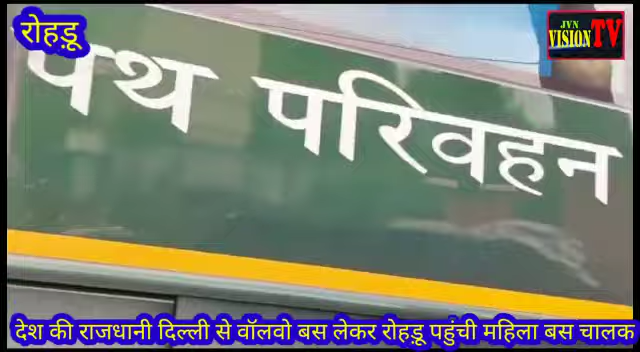 रोहड़ू
JVN
VISION TV
पथ परिवहन
देश की राजधानी दिल्ली से वॉलवो बस लेकर रोहड़ू पहुंची महिला बस चालक